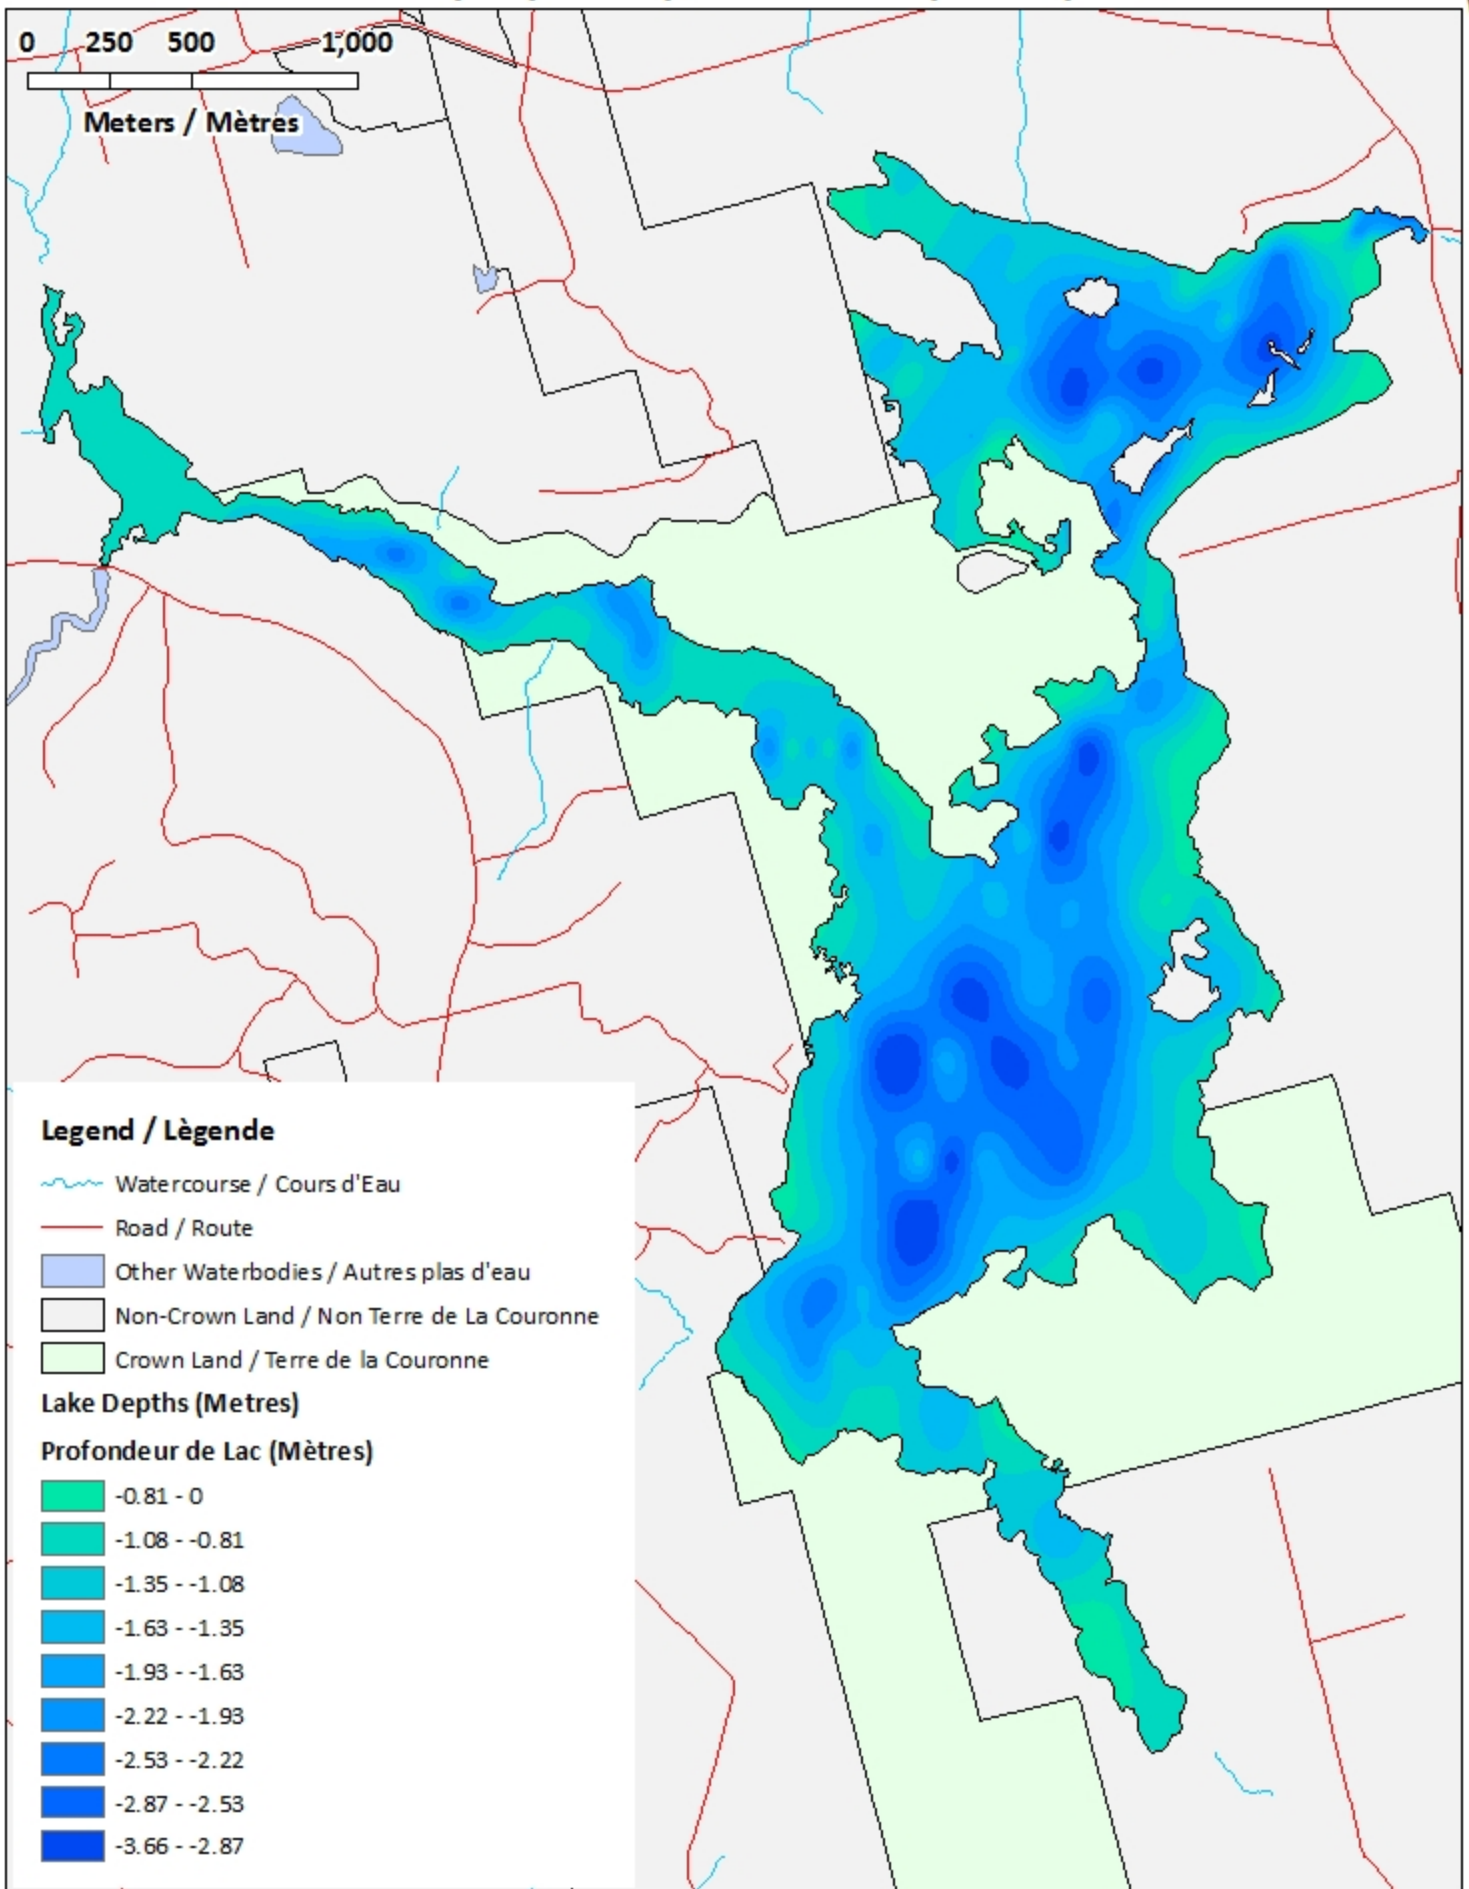 0 250 500 1,000
Meters / Mètres
Legend / Lègende
Watercourse / Cours d'Eau
Road / Route
Other Waterbodies / Autres plas d'eau
Non-Crown Land / Non Terre de La Couronne
Crown Land / Terre de la Couronne
Lake Depths (Metres)
Profondeur de Lac (Mètres)
-0.81 - 0
-1.08 - -0.81
-1.35 - -1.08
-1.63 - -1.35
-1.93 - -1.63
-2.22 - -1.93
-2.53 - -2.22
-2.87 - -2.53
-3.66 - -2.87